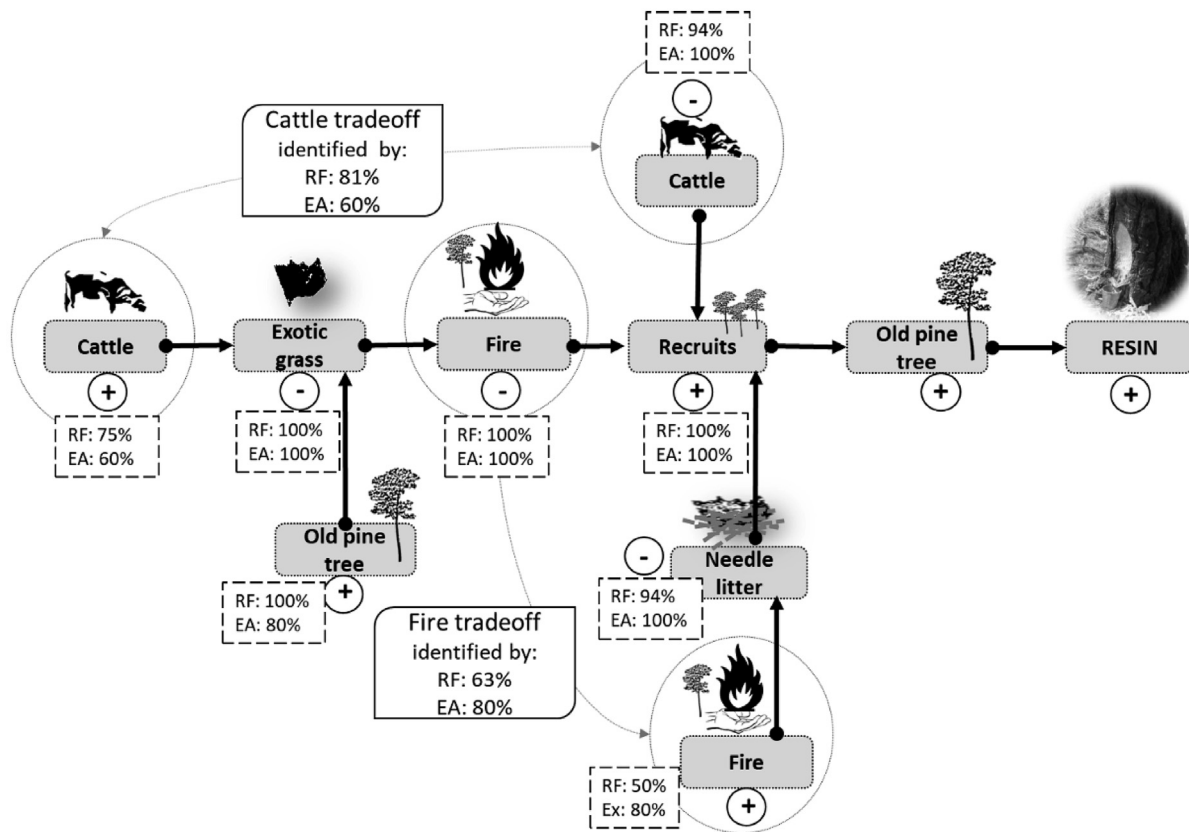 RF: 94%
EA: 100%
-
Cattle
Cattle tradeoff
identified by:
RF: 81%
EA: 60%
Cattle
+
RF: 75%
EA: 60%
Exotic
grass
-
RF: 100%
EA: 100%
Fire
-
RF: 100%
EA: 100%
Recruits
+
RF: 100%
EA: 100%
Old pine
tree
+
RESIN
+
Old pine
tree
+
RF: 100%
EA: 80%
Needle
litter
-
RF: 94%
EA: 100%
Fire tradeoff
identified by:
RF: 63%
EA: 80%
Fire
+
RF: 50%
Ex: 80%